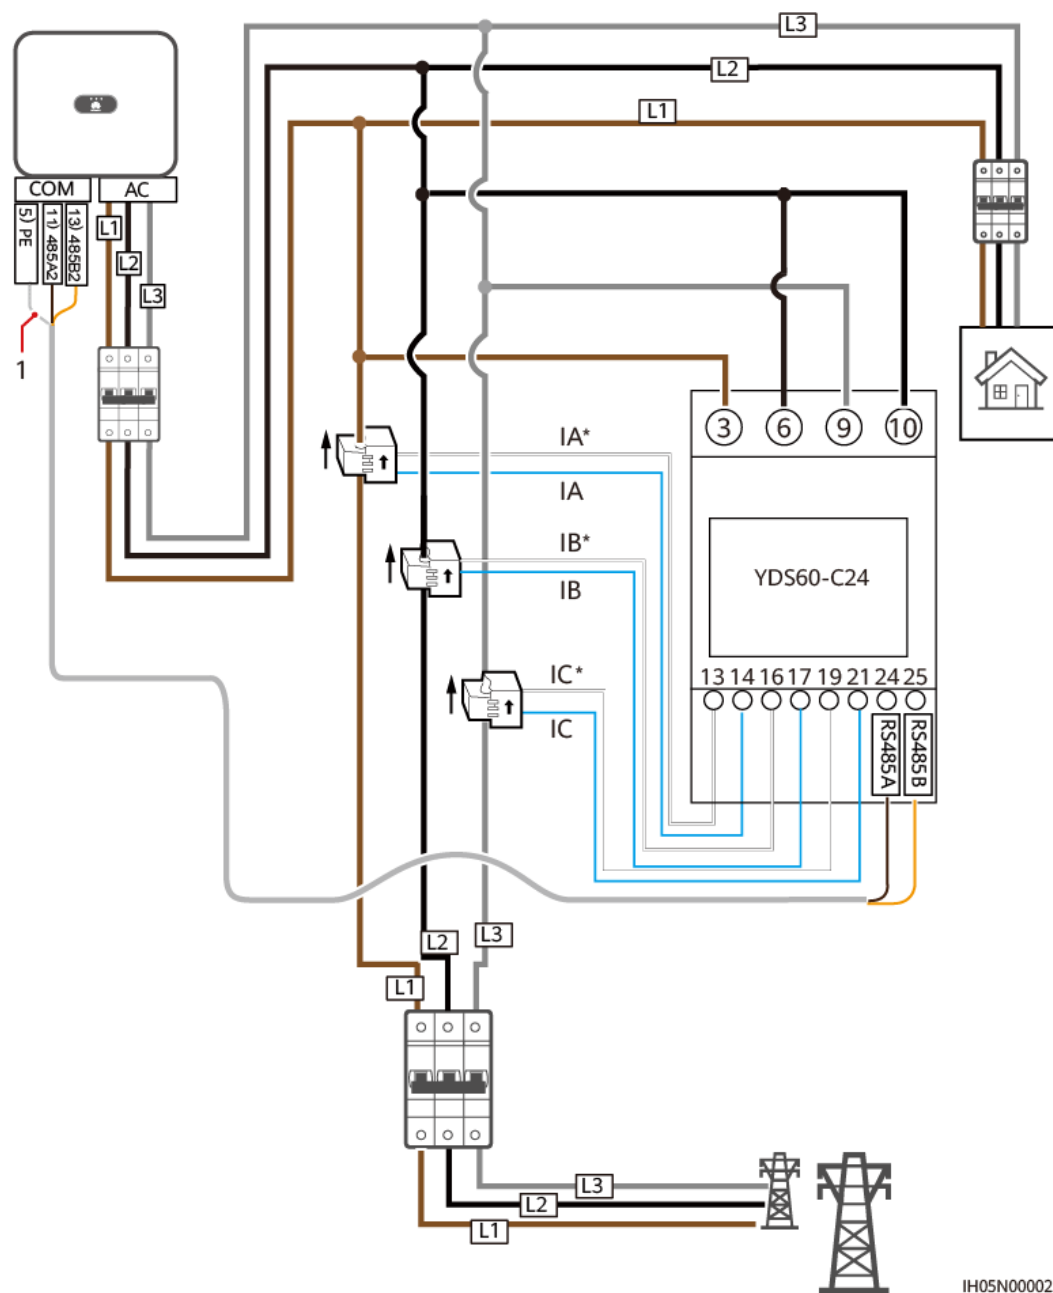 L3
L2
L1
COM
AC
5) PE
11) 485A2
13) 485B2
L1
L2
L3
1
3
6
9
10
IA*
IA
IB*
IB
YDS60-C24
IC*
IC
13 14 16 17 19 21 24 25
RS485A
RS485B
L2
L3
L1
L3
L2
L1
IH05N00002